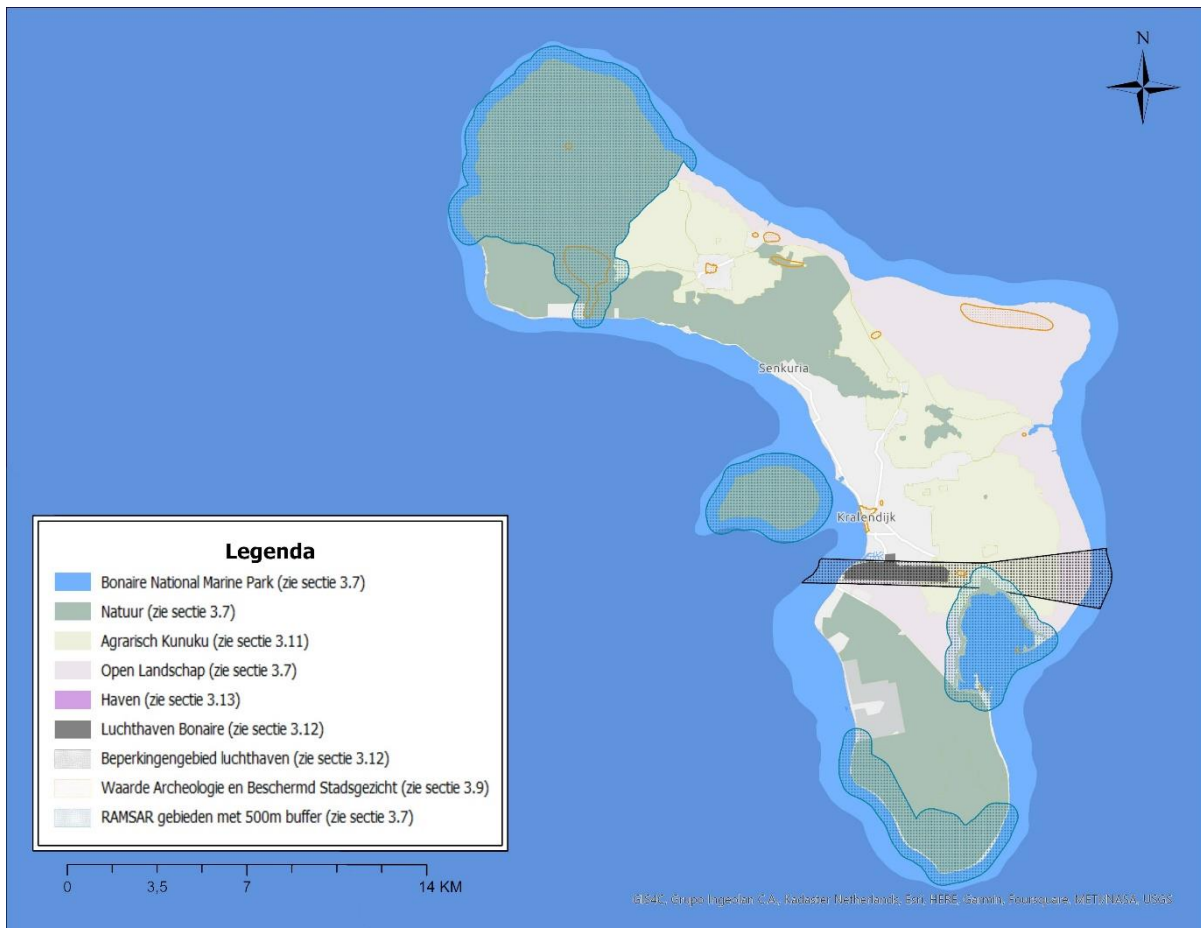 N
Senkuria
Kralendijk
Legenda
Bonaire National Marine Park (zie sectie 3.7)
Natuur (zie sectie 3.7)
Agrarisch Kunuku (zie sectie 3.11)
Open Landschap (zie sectie 3.7)
Haven (zie sectie 3.13)
Luchthaven Bonaire (zie sectie 3.12)
Beperkingengebied luchthaven (zie sectie 3.12)
Waarde Archeologie en Beschermd Stadsgezicht (zie sectie 3.9)
RAMSAR gebieden met 500m buffer (zie sectie 3.7)
0 3,5 7 14 KM
Grupo Ingeplan C.A., Kadaster Netherlands, Esri, HERE, Garmin, Foursquare, METI/NASA, USGS